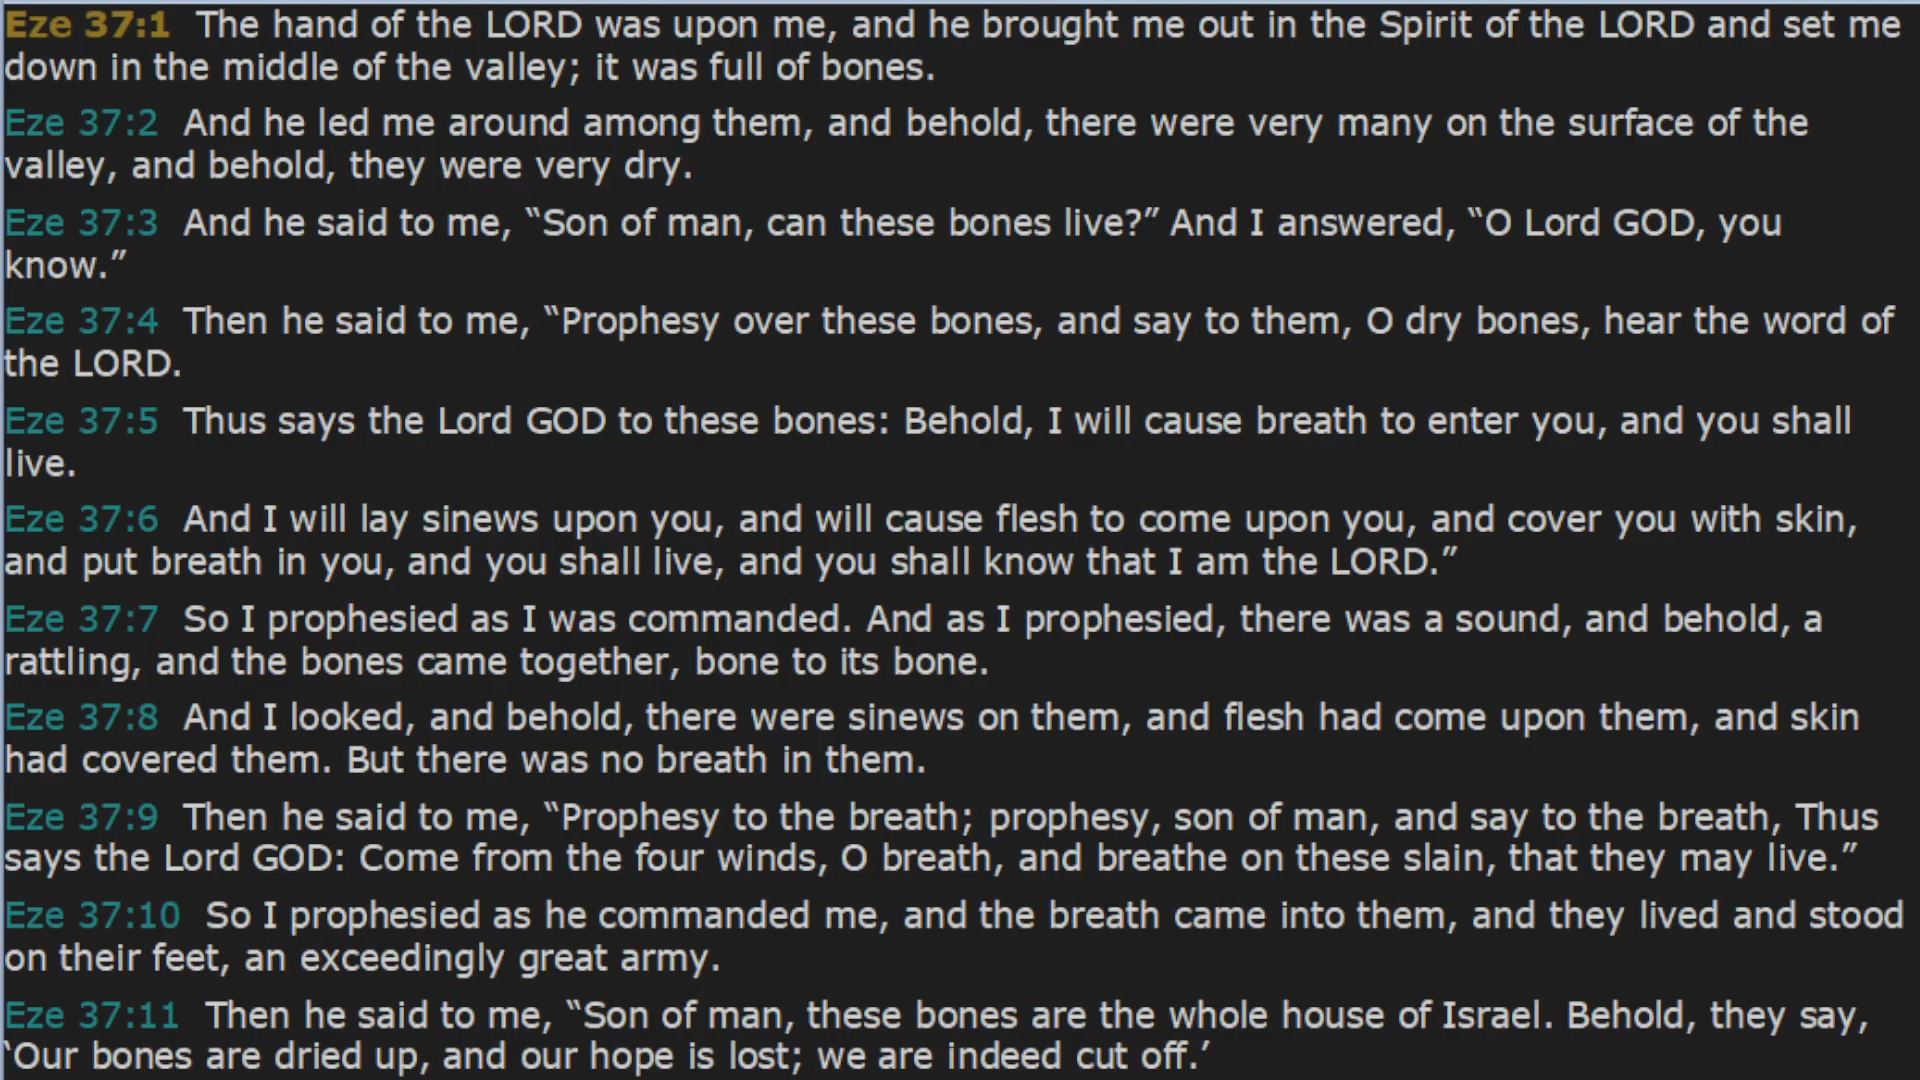 Eze 37:1 The hand of the LORD was upon me, and he brought me out in the Spirit of the LORD and set me
down in the middle of the valley; it was full of bones.
Eze 37:2 And he led me around among them, and behold, there were very many on the surface of the
valley, and behold, they were very dry.
Eze 37:3 And he said to me, “Son of man, can these bones live?” And I answered, “O Lord GOD, you
know.”
Eze 37:4 Then he said to me, “Prophesy over these bones, and say to them, O dry bones, hear the word of
the LORD.
Eze 37:5 Thus says the Lord GOD to these bones: Behold, I will cause breath to enter you, and you shall
live.
Eze 37:6 And I will lay sinews upon you, and will cause flesh to come upon you, and cover you with skin,
and put breath in you, and you shall live, and you shall know that I am the LORD.”
Eze 37:7 So I prophesied as I was commanded. And as I prophesied, there was a sound, and behold, a
rattling, and the bones came together, bone to its bone.
Eze 37:8 And I looked, and behold, there were sinews on them, and flesh had come upon them, and skin
had covered them. But there was no breath in them.
Eze 37:9 Then he said to me, “Prophesy to the breath; prophesy, son of man, and say to the breath, Thus
says the Lord GOD: Come from the four winds, O breath, and breathe on these slain, that they may live.”
Eze 37:10 So I prophesied as he commanded me, and the breath came into them, and they lived and stood
on their feet, an exceedingly great army.
Eze 37:11 Then he said to me, “Son of man, these bones are the whole house of Israel. Behold, they say,
‘Our bones are dried up, and our hope is lost; we are indeed cut off.’